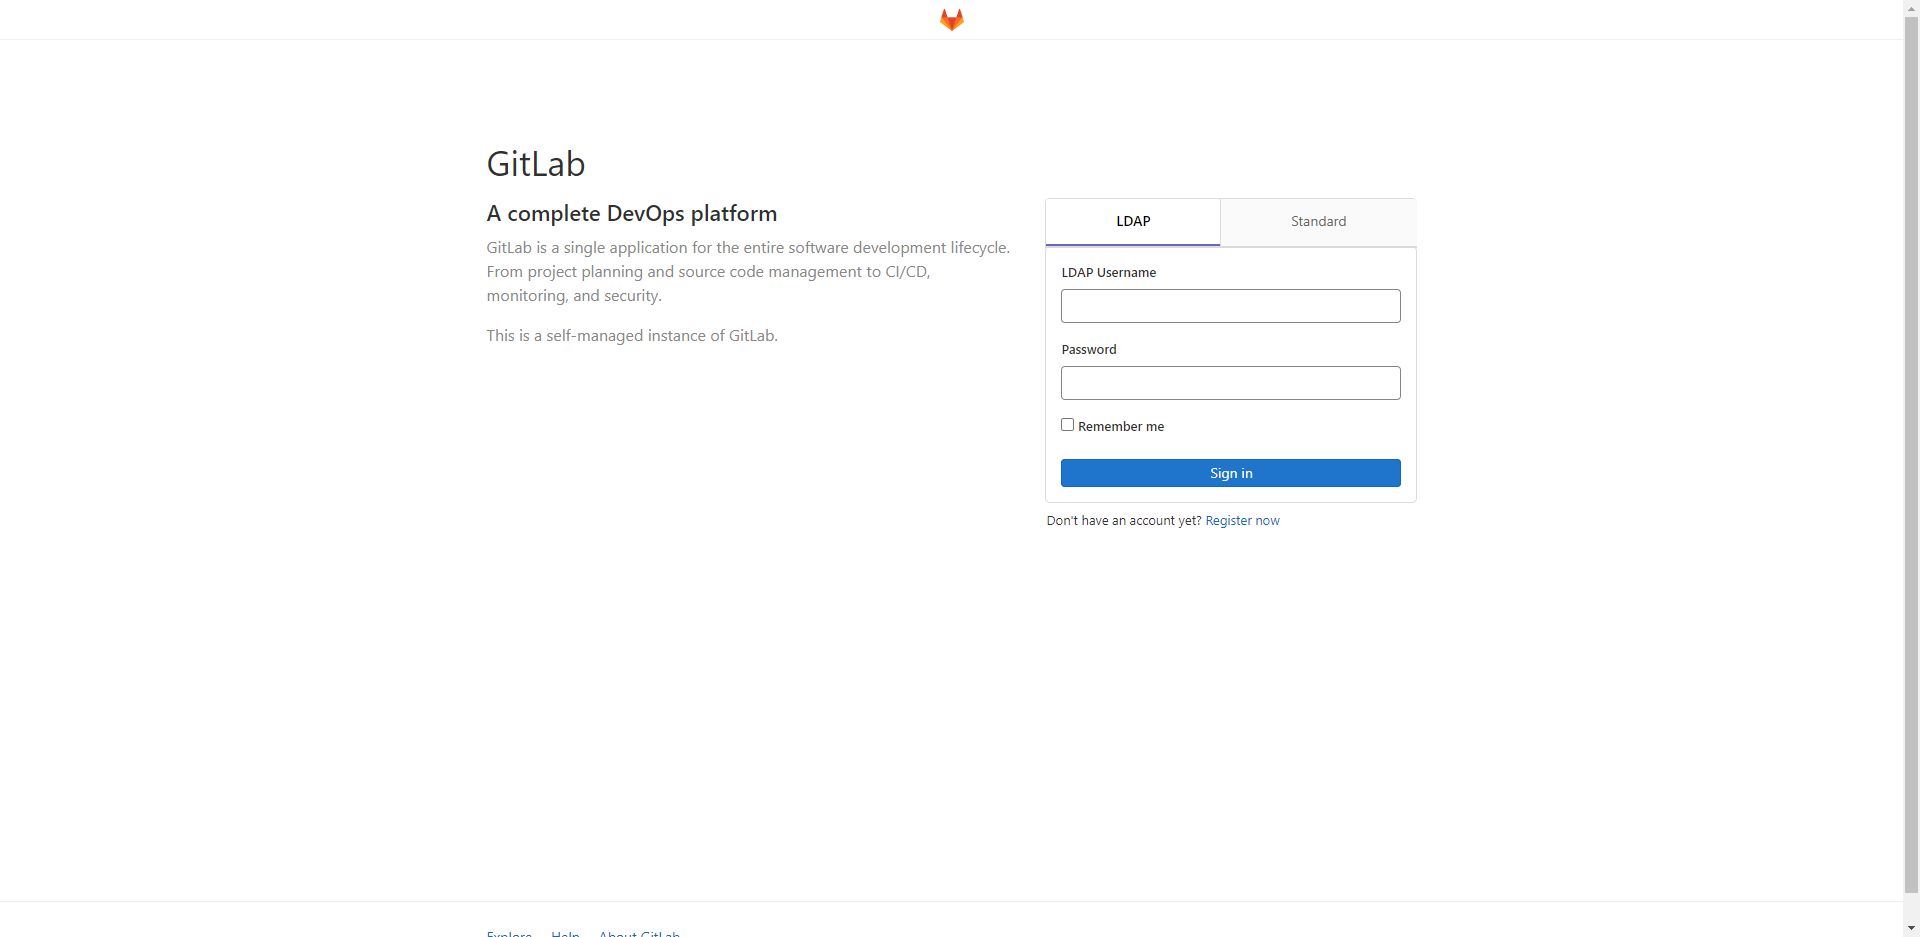 GitLab
A complete DevOps platform
GitLab is a single application for the entire software development lifecycle.
From project planning and source code management to CI/CD,
monitoring, and security.
This is a self-managed instance of GitLab.
LDAP
Standard
LDAP Username
Password
Remember me
Sign in
Don't have an account yet? Register now
Explore Help About GitLab